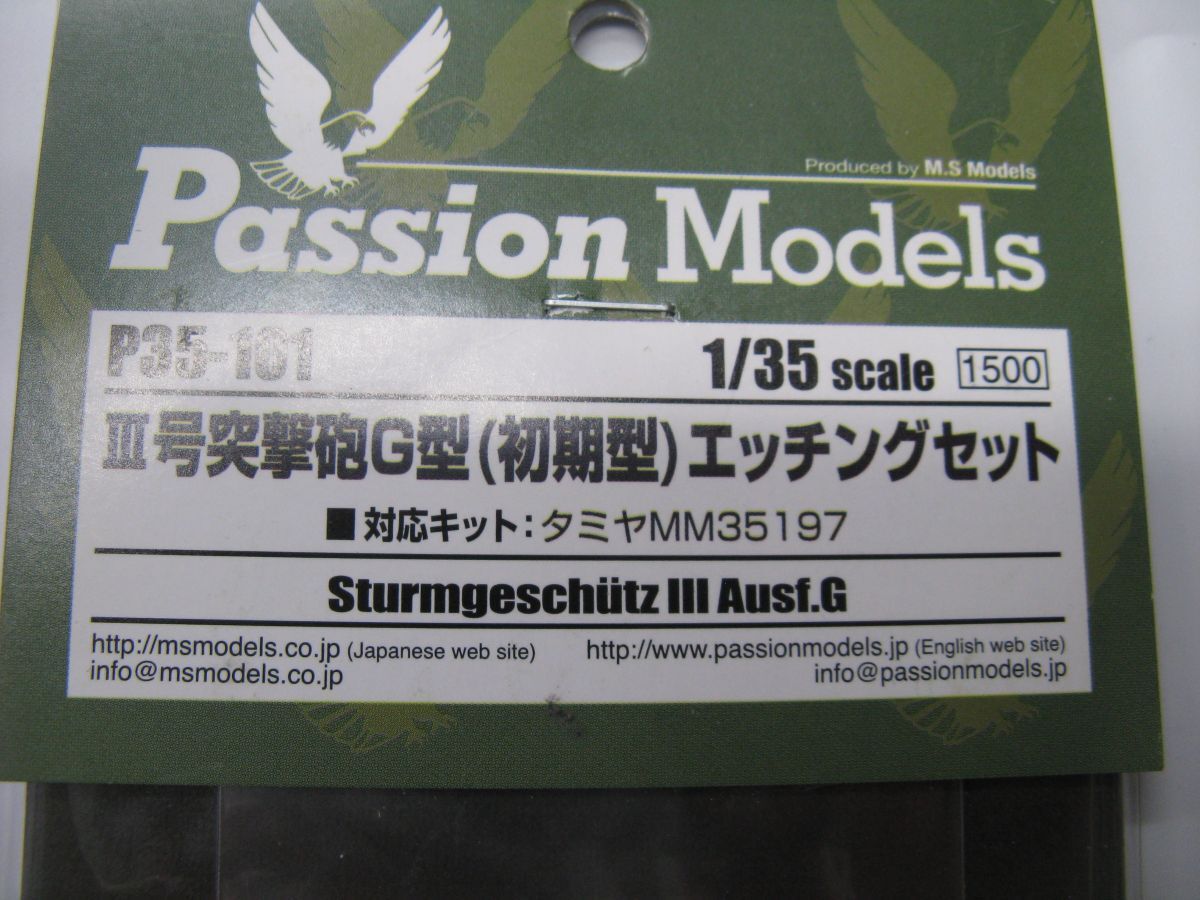 Produced by M.S Models
Passion Models
P35-101 1/35 scale 1500
Ⅲ号突撃砲G型(初期型)エッチングセット
■対応キット:タミヤMM35197
Sturmgeschütz III Ausf.G
http://msmodels.co.jp (Japanese web site) http://www.passionmodels.jp (English web site)
info@msmodels.co.jp info@passionmodels.jp